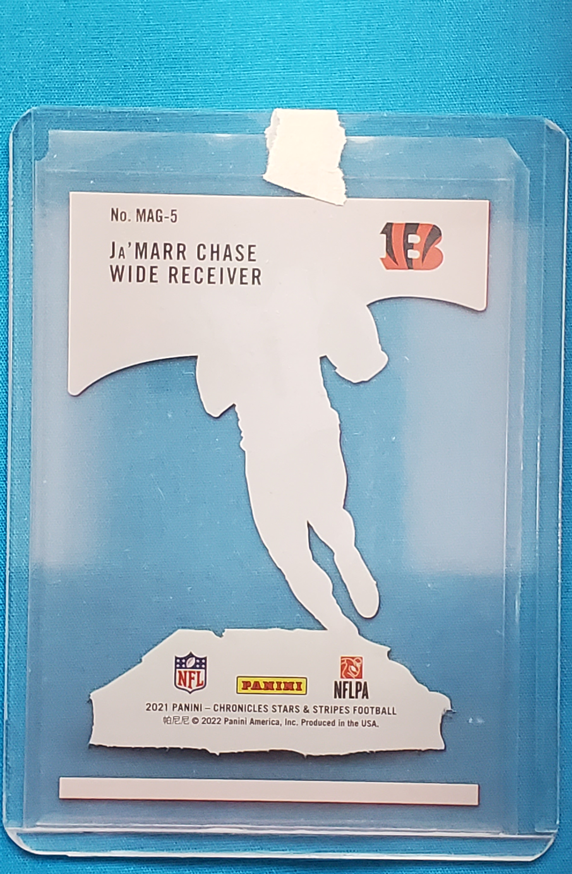 No. MAG-5
JA'MARR CHASE
WIDE RECEIVER
B
NFL
PANINI
NFLPA
2021 PANINI – CHRONICLES STARS & STRIPES FOOTBALL
帕尼尼 © 2022 Panini America, Inc. Produced in the USA.